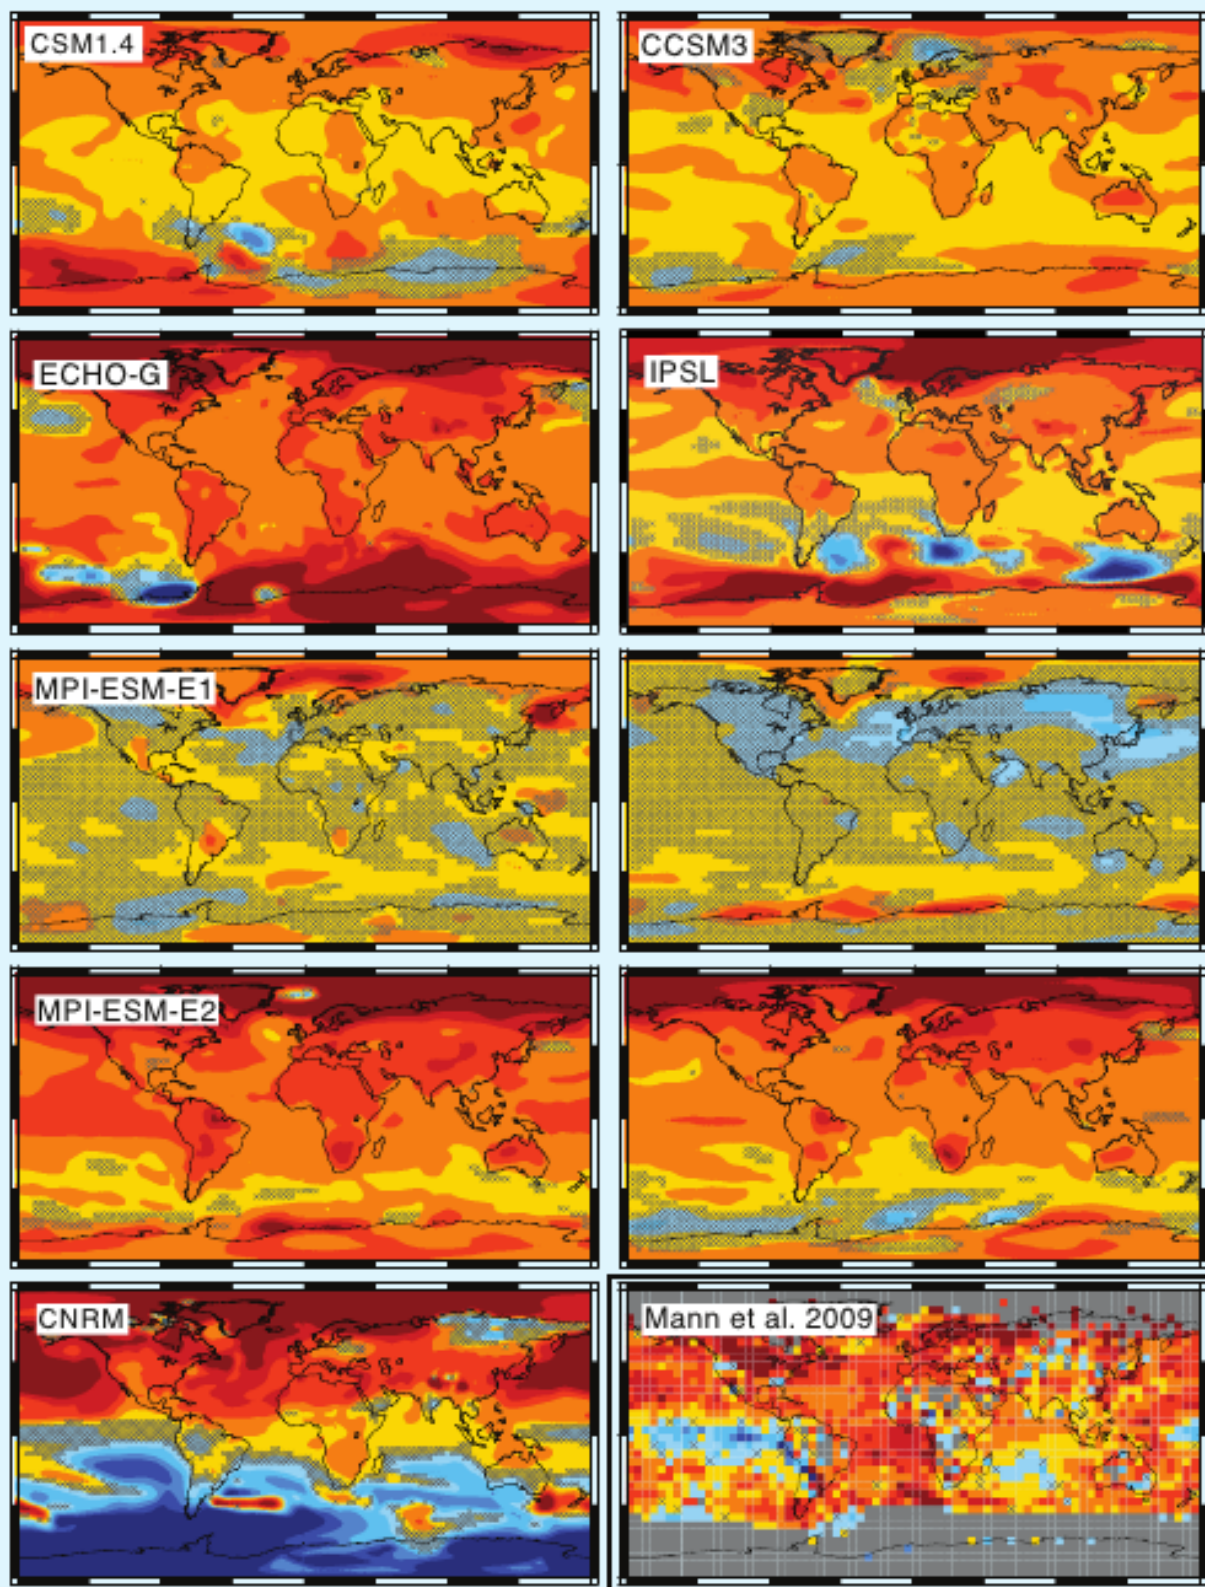 CSM1.4
CCSM3
ECHO-G
IPSL
MPI-ESM-E1
MPI-ESM-E2
CNRM
Mann et al. 2009